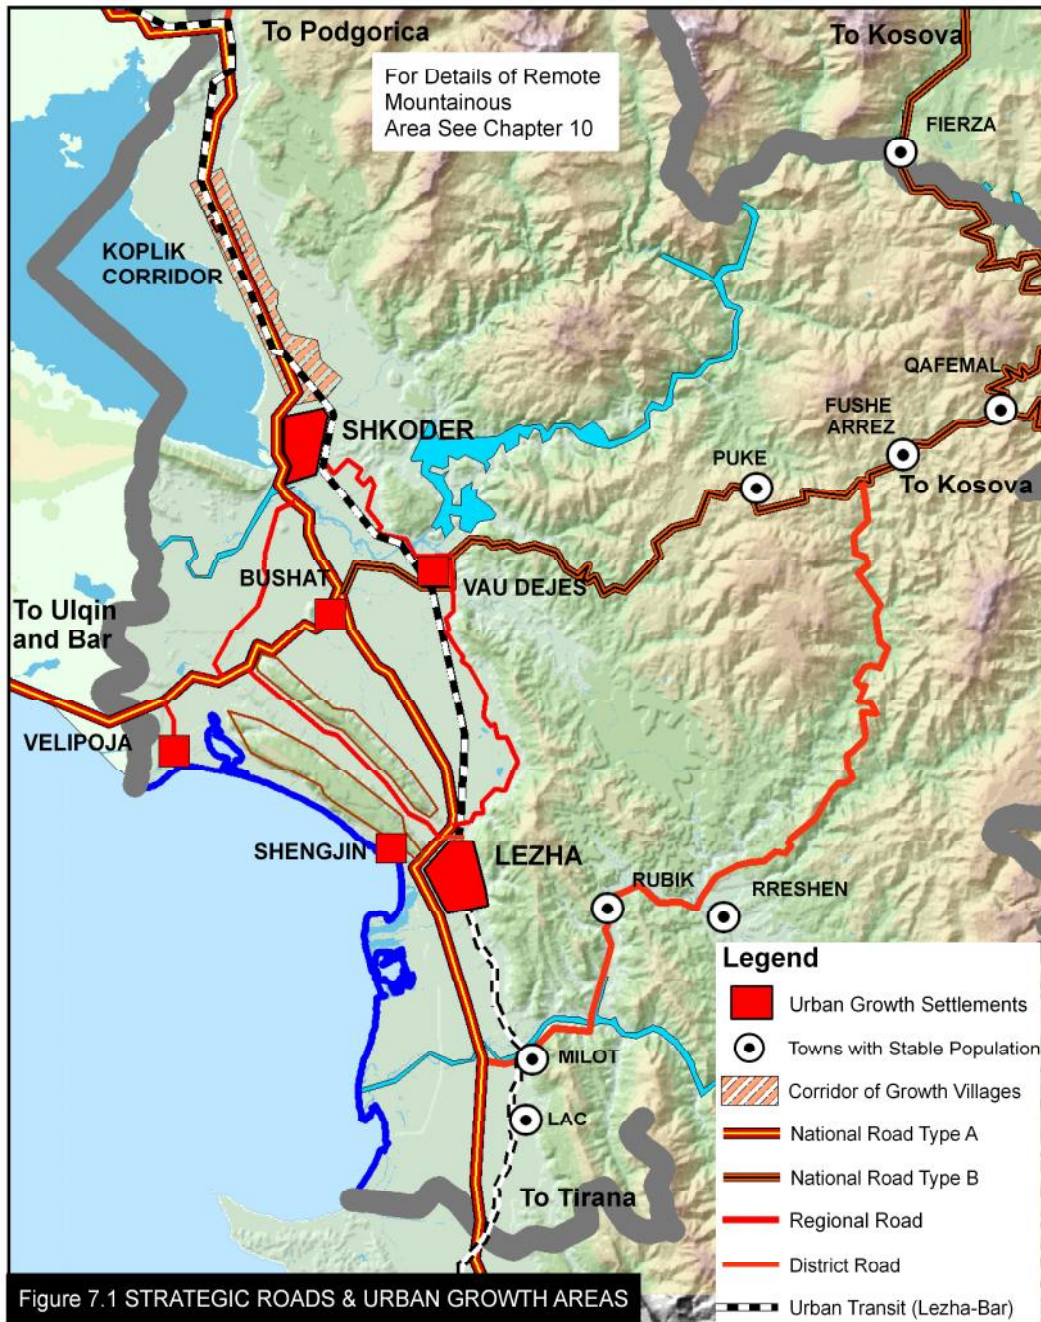 To Podgorica
To Kosova
For Details of Remote
Mountainous
Area See Chapter 10
FIERZA
KOPLIK
CORRIDOR
QAFEMAL
FUSHE
ARREZ
SHKODER
PUKE
To Kosova
BUSHAT
VAU DEJES
To Ulqin
and Bar
VELIPOJA
SHENGJIN
LEZHA
RUBIK
RRESHEN
MILOT
LAC
To Tirana
Legend
Urban Growth Settlements
Towns with Stable Population
Corridor of Growth Villages
National Road Type A
National Road Type B
Regional Road
District Road
Urban Transit (Lezha-Bar)
Figure 7.1 STRATEGIC ROADS & URBAN GROWTH AREAS